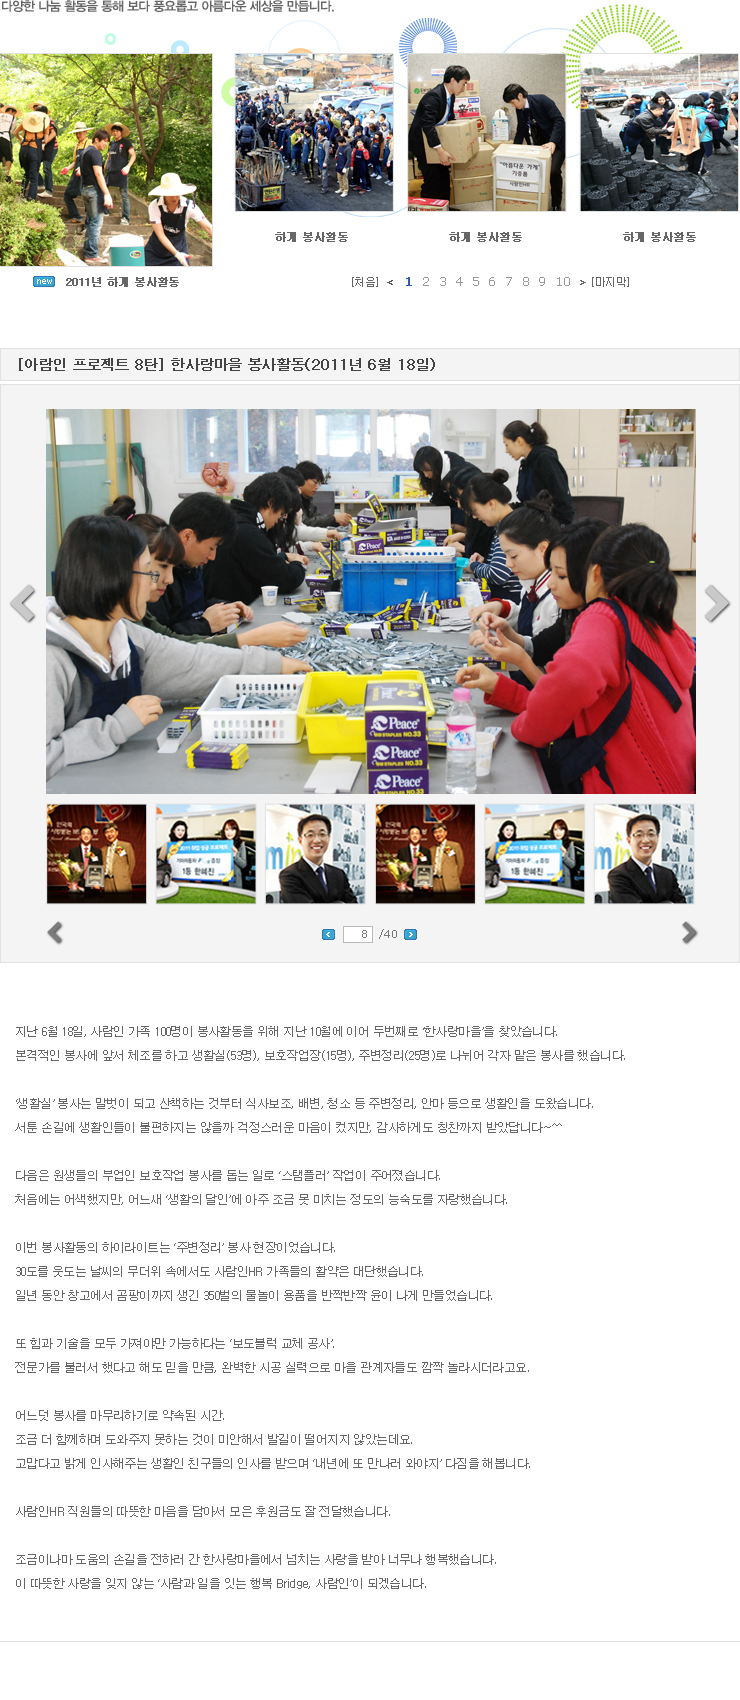 다양한 나눔 활동을 통해 보다 풍요롭고 아름다운 세상을 만듭니다.
"아름다운 가게"
기증품
사람인HR
하계 봉사활동
하계 봉사활동
하계 봉사활동
new 2011년 하계 봉사활동
[처음] < 1 2 3 4 5 6 7 8 9 10 > [마지막]
[아람인 프로젝트 8탄] 한사랑마을 봉사활동(2011년 6월 18일)
Peace
Peace
STAPLES NO.33
Peace
STAPLES NO.33
Peace
1등 한혜진
1등 한혜진
8 /40
지난 6월 18일, 사람인 가족 100명이 봉사활동을 위해 지난 10월에 이어 두번째로 ‘한사랑마을’을 찾았습니다.
본격적인 봉사에 앞서 체조를 하고 생활실(53명), 보호작업장(15명), 주변정리(25명)로 나뉘어 각자 맡은 봉사를 했습니다.
‘생활실’ 봉사는 말벗이 되고 산책하는 것부터 식사보조, 배변, 청소 등 주변정리, 안마 등으로 생활인을 도왔습니다.
서툰 손길에 생활인들이 불편하지는 않을까 걱정스러운 마음이 컸지만, 감사하게도 칭찬까지 받았답니다~^^
다음은 원생들의 부업인 보호작업 봉사를 돕는 일로 ‘스탬플러’ 작업이 주어졌습니다.
처음에는 어색했지만, 어느새 ‘생활의 달인’에 아주 조금 못 미치는 정도의 능숙도를 자랑했습니다.
이번 봉사활동의 하이라이트는 ‘주변정리’ 봉사 현장이었습니다.
30도를 웃도는 날씨의 무더위 속에서도 사람인HR 가족들의 활약은 대단했습니다.
일년 동안 창고에서 곰팡이까지 생긴 350벌의 물놀이 용품을 반짝반짝 윤이 나게 만들었습니다.
또 힘과 기술을 모두 가져야만 가능하다는 ‘보도블럭 교체 공사’.
전문가를 불러서 했다고 해도 믿을 만큼, 완벽한 시공 실력으로 마을 관계자들도 깜짝 놀라시더라고요.
어느덧 봉사를 마무리하기로 약속된 시간.
조금 더 함께하며 도와주지 못하는 것이 미안해서 발길이 떨어지지 않았는데요.
고맙다고 밝게 인사해주는 생활인 친구들의 인사를 받으며 ‘내년에 또 만나러 와야지’ 다짐을 해봅니다.
사람인HR 직원들의 따뜻한 마음을 담아서 모은 후원금도 잘 전달했습니다.
조금이나마 도움의 손길을 전하러 간 한사랑마을에서 넘치는 사랑을 받아 너무나 행복했습니다.
이 따뜻한 사랑을 잊지 않는 ‘사람과 일을 잇는 행복 Bridge, 사람인’이 되겠습니다.